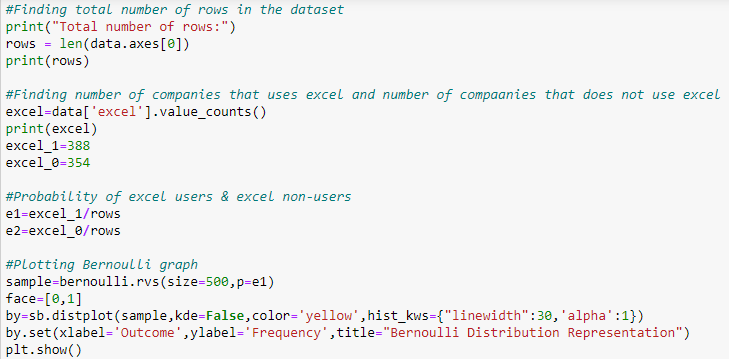 #Finding total number of rows in the dataset
print("Total number of rows:")
rows = len(data.axes[0])
print(rows)
#Finding number of companies that uses excel and number of compaanies that does not use excel
excel=data['excel'].value_counts()
print(excel)
excel_1=388
excel_0=354
#Probability of excel users & excel non-users
e1=excel_1/rows
e2=excel_0/rows
#Plotting Bernoulli graph
sample=bernoulli.rvs(size=500,p=e1)
face=[0,1]
by=sb.distplot(sample,kde=False,color='yellow',hist_kws={"linewidth":30,'alpha':1})
by.set(xlabel='Outcome',ylabel='Frequency',title="Bernoulli Distribution Representation")
plt.show()